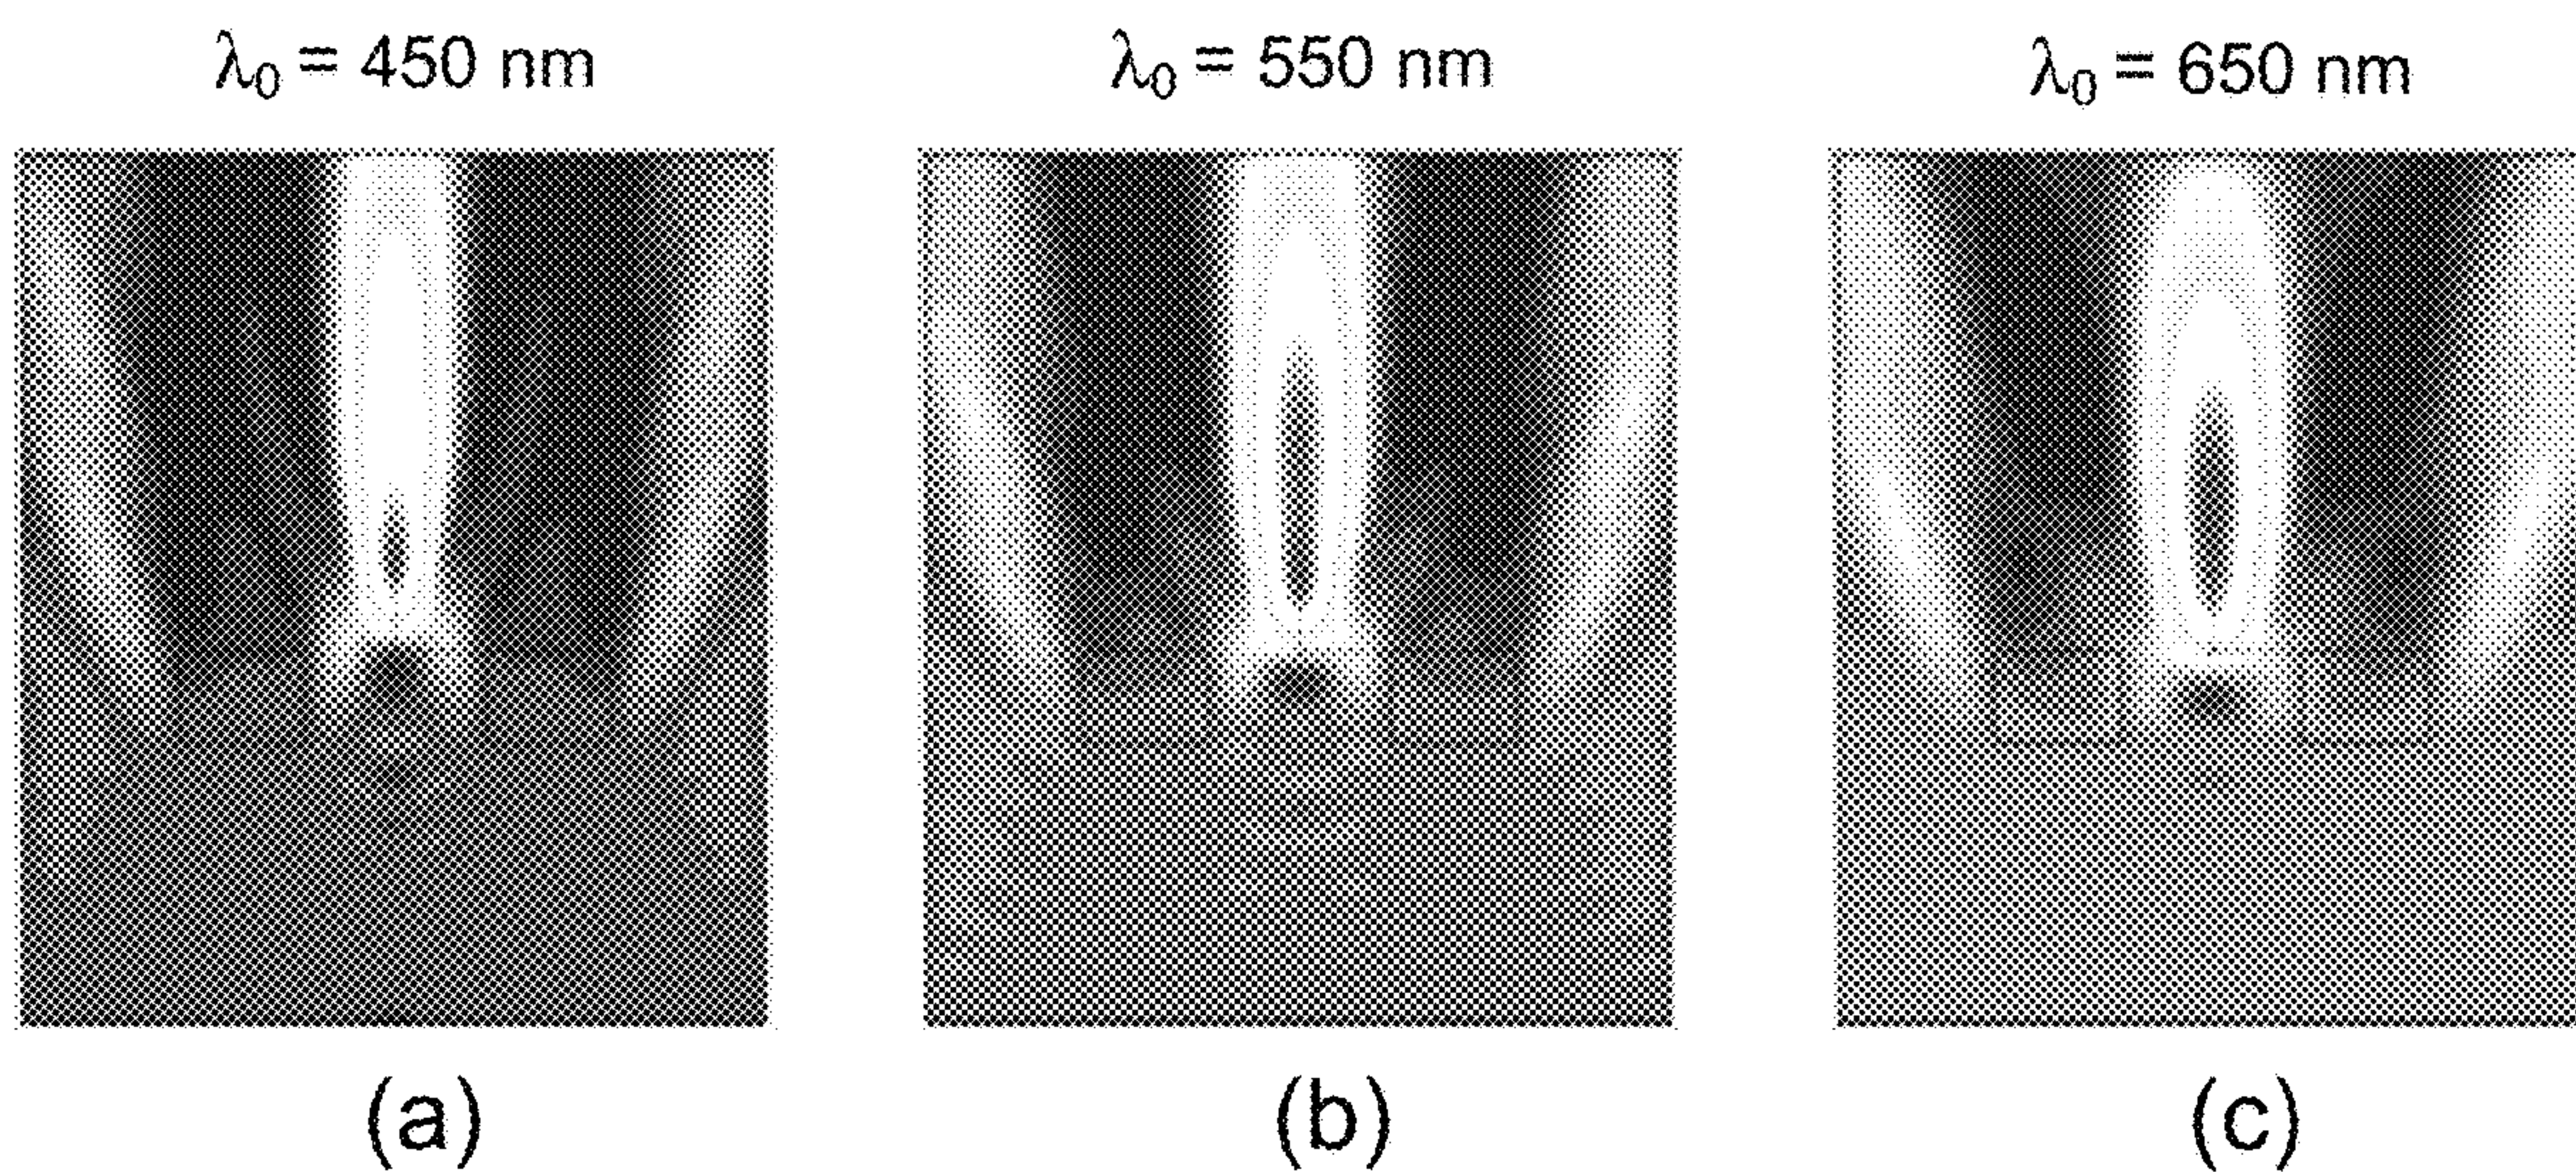 λ₀ = 450 nm
λ₀ = 550 nm
λ₀ = 650 nm
(a)
(b)
(c)